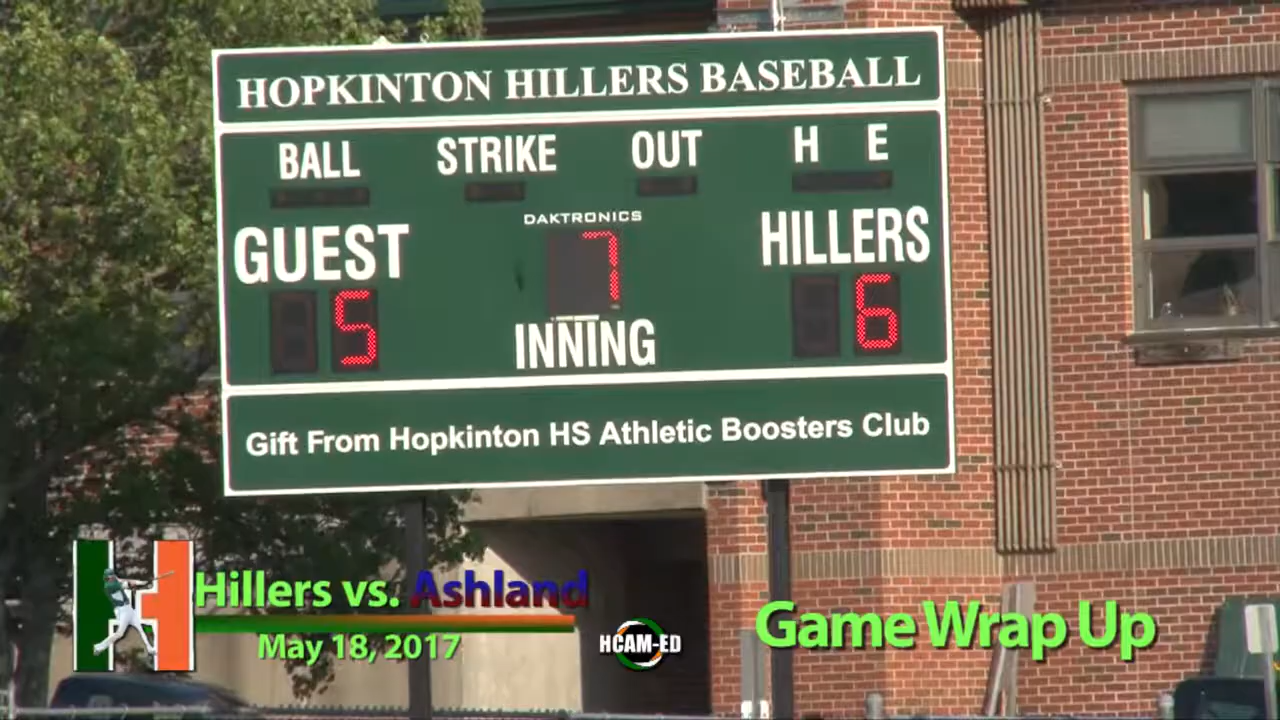 HOPKINTON HILLERS BASEBALL
BALL STRIKE OUT H E
DAKTRONICS
GUEST 7 HILLERS
5 6
INNING
Gift From Hopkinton HS Athletic Boosters Club
H
Hillers vs. Ashland
May 18, 2017
HCAM-ED
Game Wrap Up